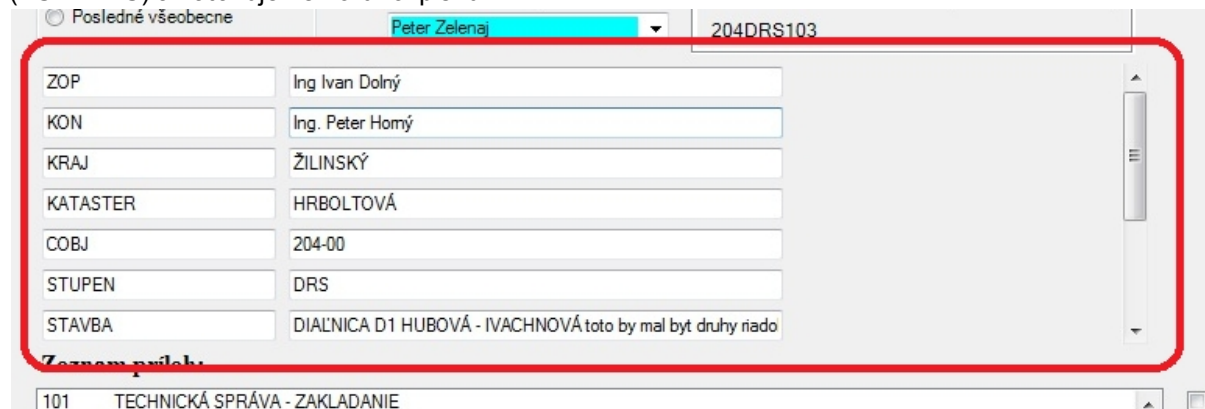 Posledné všeobecne
Peter Zelenaj
204DRS103
ZOP Ing Ivan Dolný
KON Ing. Peter Horný
KRAJ ŽILINSKÝ
KATASTER HRBOLTOVÁ
COBJ 204-00
STUPEN DRS
STAVBA DIAĽNICA D1 HUBOVÁ - IVACHNOVÁ toto by mal byt druhy riado
Zoznam príloh:
101 TECHNICKÁ SPRÁVA - ZAKLADANIE